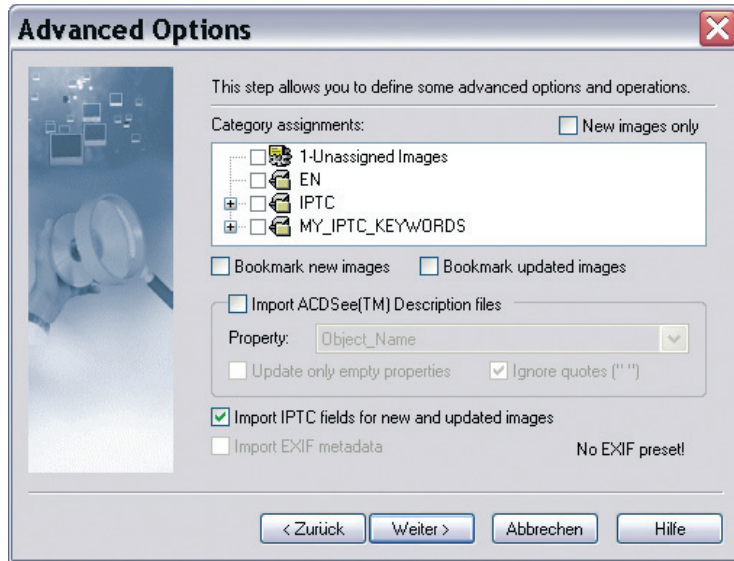 Advanced Options
This step allows you to define some advanced options and operations.
Category assignments:
New images only
1-Unassigned Images
EN
IPTC
MY_IPTC_KEYWORDS
Bookmark new images
Bookmark updated images
Import ACDSee(TM) Description files
Property:
Object_Name
Update only empty properties
Ignore quotes (" ")
Import IPTC fields for new and updated images
Import EXIF metadata
No EXIF preset!
< Zurück
Weiter >
Abbrechen
Hilfe